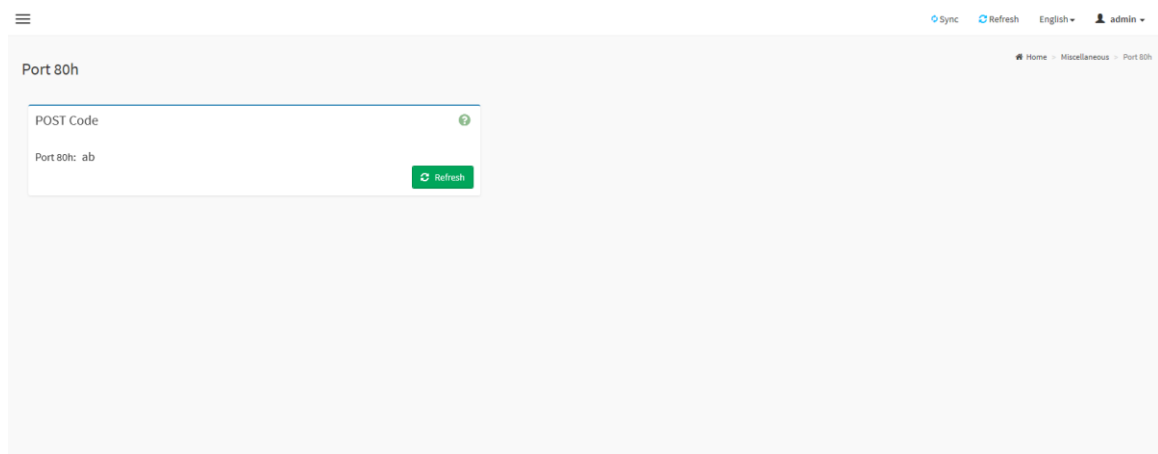 Sync Refresh English admin
Port 80h
Home > Miscellaneous > Port 80h
POST Code
Port 80h: ab
Refresh